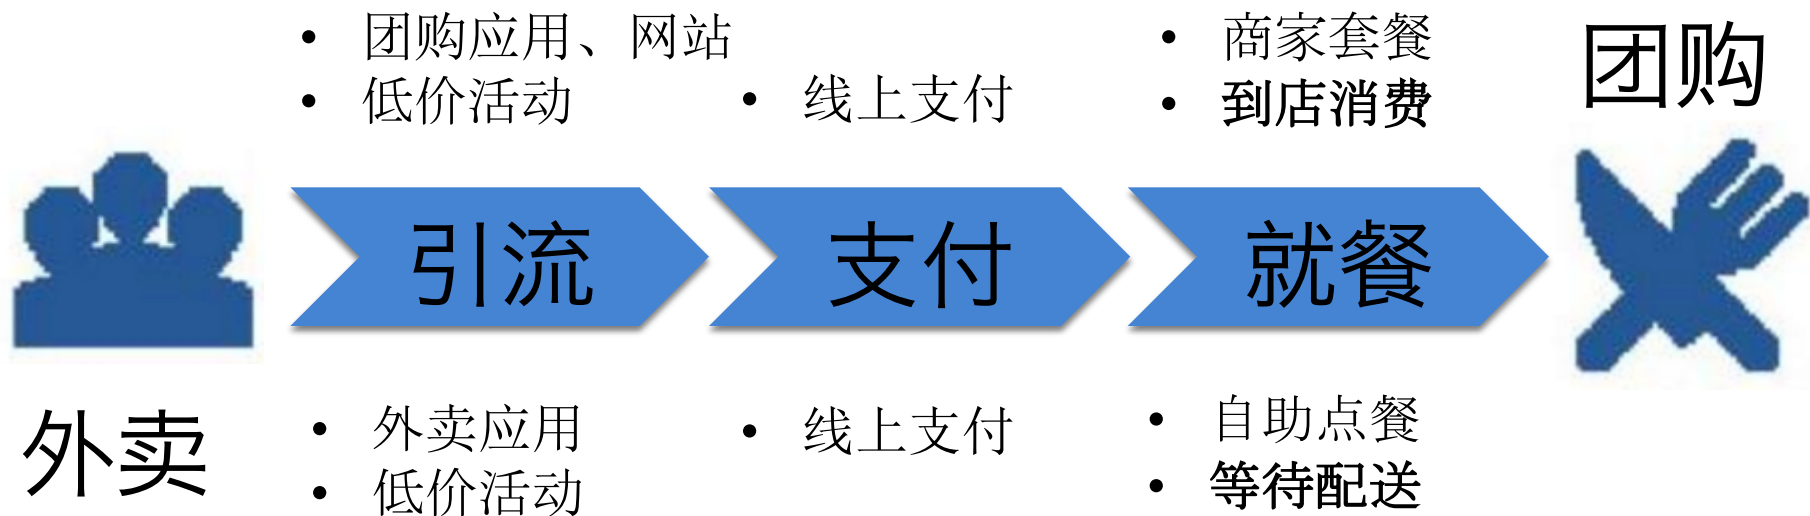 • 团购应用、网站
• 低价活动
• 线上支付
• 商家套餐
• 到店消费
团购
引流
支付
就餐
外卖
• 外卖应用
• 低价活动
• 线上支付
• 自助点餐
• 等待配送